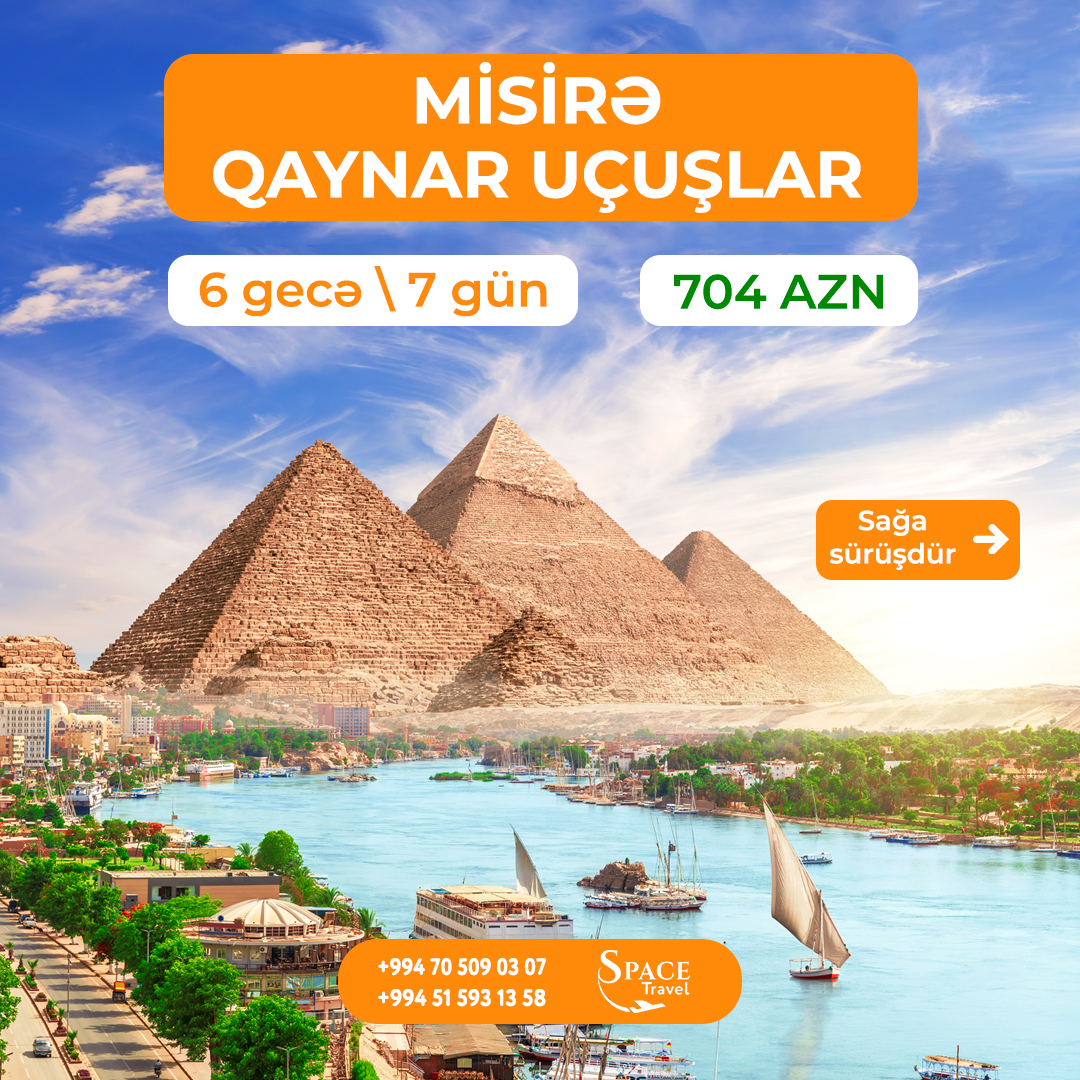 MİSİRƏ
QAYNAR UÇUŞLAR
6 gecə \ 7 gün
704 AZN
Sağa
sürüşdür
+994 70 509 03 07
+994 51 593 13 58
SPACE
Travel